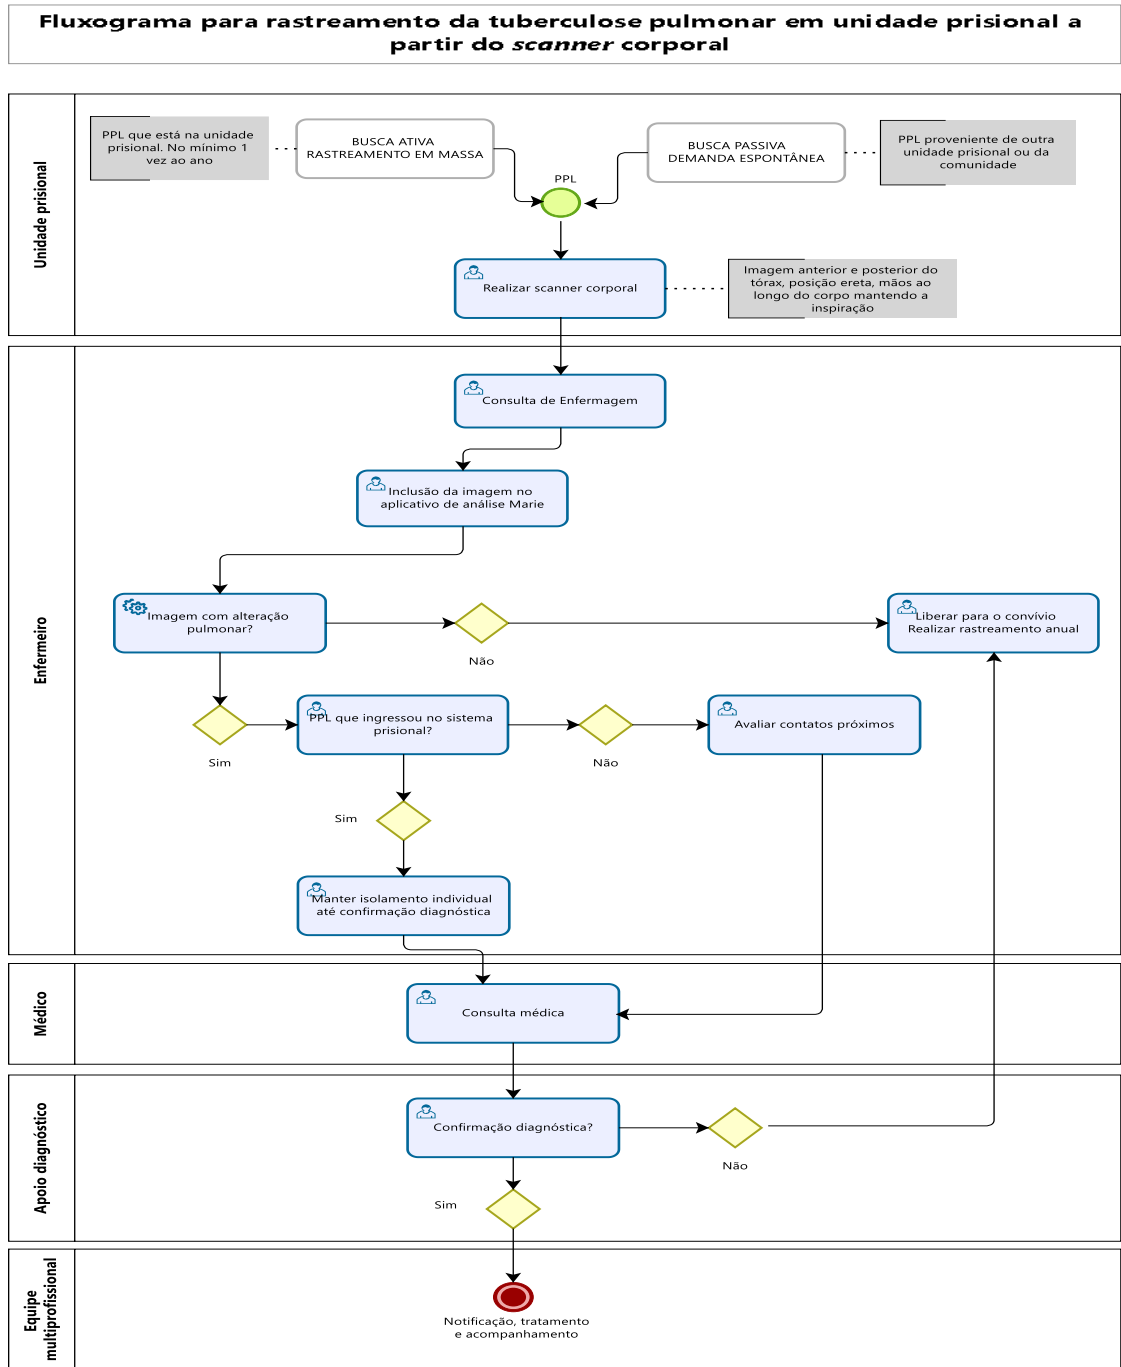 Fluxograma para rastreamento da tuberculose pulmonar em unidade prisional a
partir do scanner corporal
Unidade prisional
PPL que está na unidade
prisional. No mínimo 1
vez ao ano
BUSCA ATIVA
RASTREAMENTO EM MASSA
BUSCA PASSIVA
DEMANDA ESPONTÂNEA
PPL proveniente de outra
unidade prisional ou da
comunidade
PPL
Realizar scanner corporal
Imagem anterior e posterior do
tórax, posição ereta, mãos ao
longo do corpo mantendo a
inspiração
Enfermeiro
Consulta de Enfermagem
Inclusão da imagem no
aplicativo de análise Marie
Imagem com alteração
pulmonar?
Não
Liberar para o convívio
Realizar rastreamento anual
Sim
PPL que ingressou no sistema
prisional?
Não
Avaliar contatos próximos
Sim
Manter isolamento individual
até confirmação diagnóstica
Médico
Consulta médica
Apoio diagnóstico
Confirmação diagnóstica?
Não
Sim
Equipe
multiprofissional
Notificação, tratamento
e acompanhamento